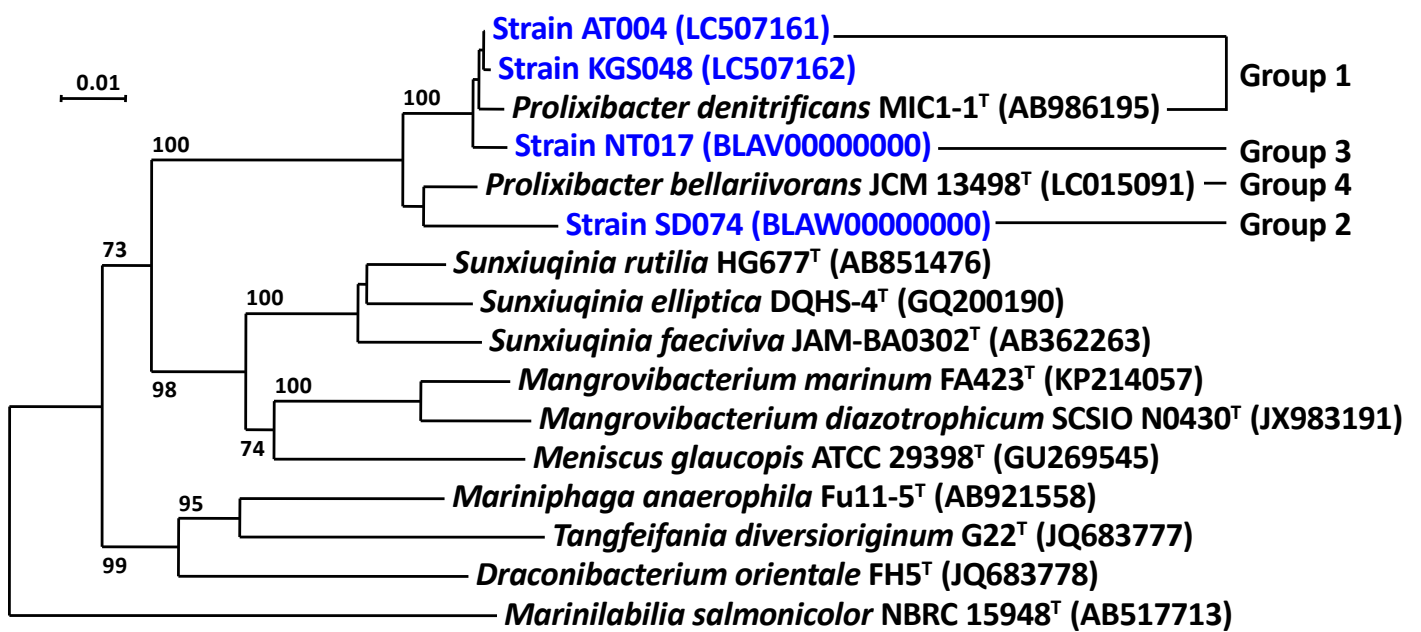 Strain AT004 (LC507161)
0.01
Strain KGS048 (LC507162)
Group 1
100
Prolixibacter denitrificans MIC1-1ᵀ (AB986195)
100
Strain NT017 (BLAV00000000)
Group 3
Prolixibacter bellariivorans JCM 13498ᵀ (LC015091)
Group 4
Strain SD074 (BLAW00000000)
Group 2
73
Sunxiuqinia rutilia HG677ᵀ (AB851476)
100
Sunxiuqinia elliptica DQHS-4ᵀ (GQ200190)
Sunxiuqinia faeciviva JAM-BA0302ᵀ (AB362263)
98
100
Mangrovibacterium marinum FA423ᵀ (KP214057)
Mangrovibacterium diazotrophicum SCSIO N0430ᵀ (JX983191)
74
Meniscus glaucopis ATCC 29398ᵀ (GU269545)
95
Mariniphaga anaerophila Fu11-5ᵀ (AB921558)
Tangfeifania diversioriginum G22ᵀ (JQ683777)
99
Draconibacterium orientale FH5ᵀ (JQ683778)
Marinilabilia salmonicolor NBRC 15948ᵀ (AB517713)